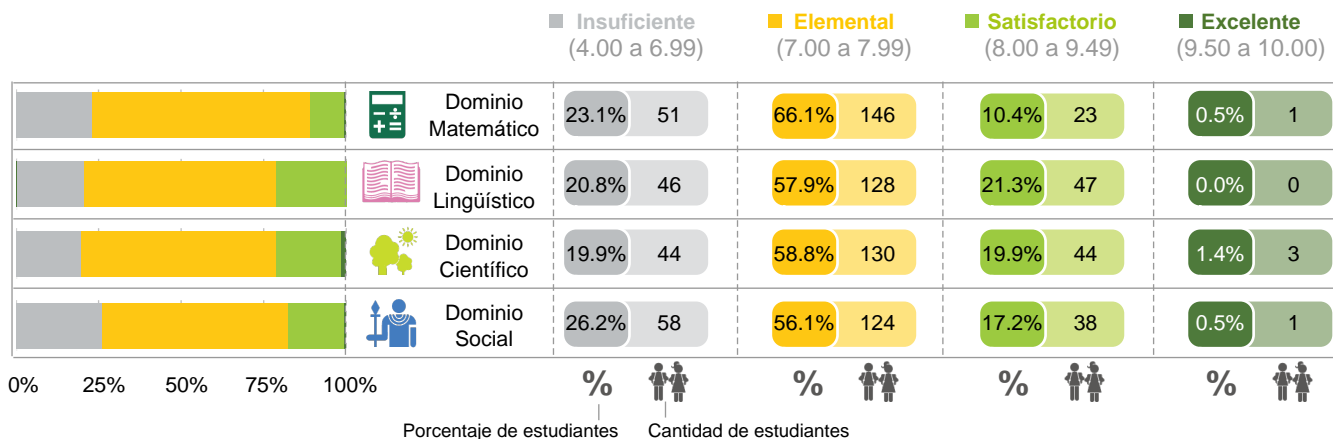 Insuficiente Elemental Satisfactorio Excelente
(4.00 a 6.99) (7.00 a 7.99) (8.00 a 9.49) (9.50 a 10.00)
Dominio
Matemático
23.1% 51 66.1% 146 10.4% 23 0.5% 1
Dominio
Lingüístico
20.8% 46 57.9% 128 21.3% 47 0.0% 0
Dominio
Científico
19.9% 44 58.8% 130 19.9% 44 1.4% 3
Dominio
Social
26.2% 58 56.1% 124 17.2% 38 0.5% 1
0% 25% 50% 75% 100% % % % %
Porcentaje de estudiantes Cantidad de estudiantes